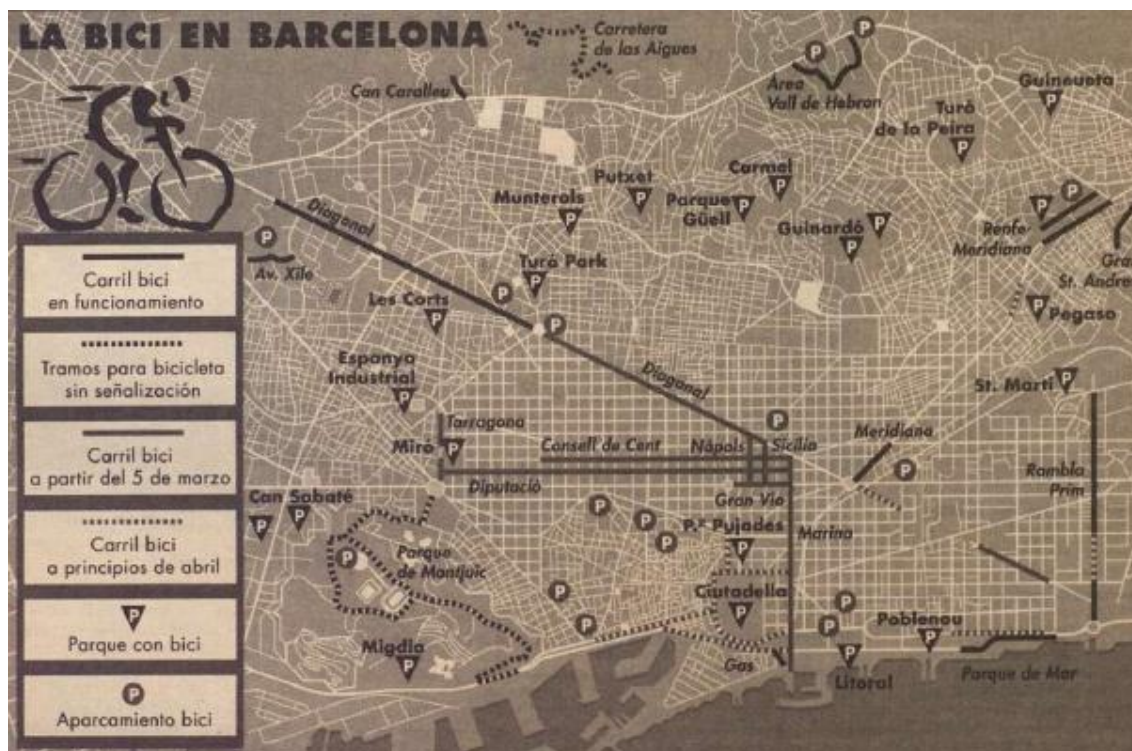 LA BICI EN BARCELONA
Carretera
de las Aigues
Can Caralleu
Area
Vall de Hebron
Guinnueta
Turó
de la Peira
Putxet
Carmel
Munterols
Parque
Güell
Guinardó
Renfe-
Meridiana
Diagonal
Av. Xile
Turó Park
Les Corts
St. Andreu
Pegaso
Espanya
Industrial
Diagonal
St. Martí
Tarragona
Miró
Consell de Cent
Nàpols
Sicília
Meridiana
Rambla
Prim
Diputació
Gran Via
Can Sabaté
P.º Pujades
Marina
Parque
de Montjuïc
Ciutadella
Migdia
Gas
Poblenou
Litoral
Parque de Mar
Carril bici
en funcionamiento
Tramos para bicicleta
sin señalización
Carril bici
a partir del 5 de marzo
Carril bici
a principios de abril
P
Parque con bici
P
Aparcamiento bici